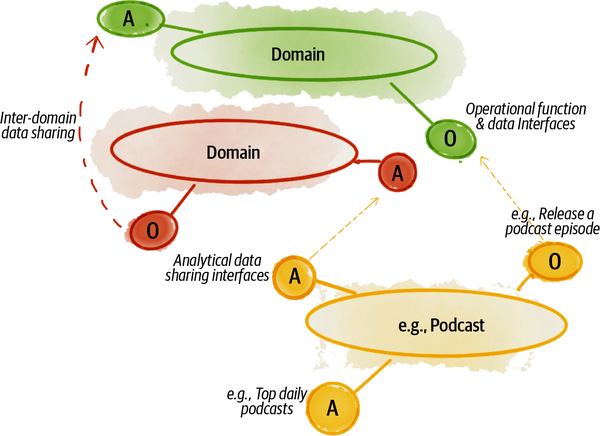 A
Domain
Inter-domain
data sharing
Operational function
& data Interfaces
O
Domain
A
O
e.g., Release a
podcast episode
Analytical data
sharing interfaces
A
O
e.g., Podcast
e.g., Top daily
podcasts
A